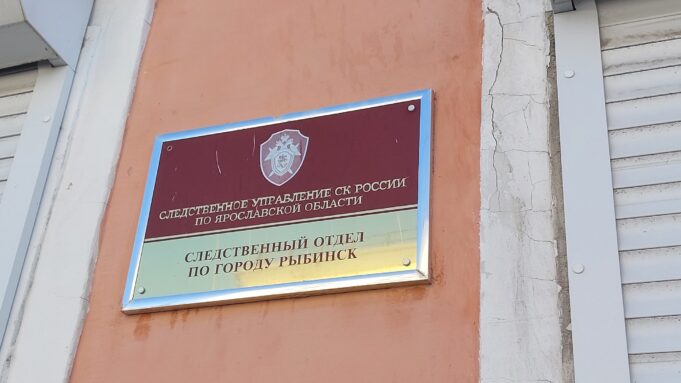 СЛЕДСТВЕННОЕ УПРАВЛЕНИЕ СК РОССИИ
ПО ЯРОСЛАВСКОЙ ОБЛАСТИ
СЛЕДСТВЕННЫЙ ОТДЕЛ
ПО ГОРОДУ РЫБИНСК